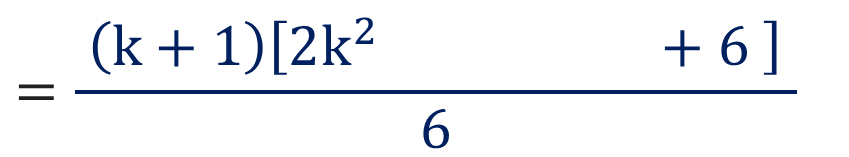 = (k + 1)[2k² + 6 ]
6